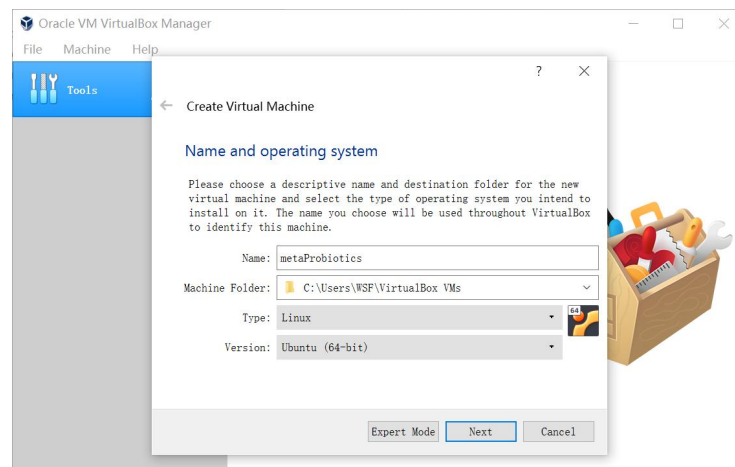 Oracle VM VirtualBox Manager
File Machine Help
Tools
?
Create Virtual Machine
Name and operating system
Please choose a descriptive name and destination folder for the new
virtual machine and select the type of operating system you intend to
install on it. The name you choose will be used throughout VirtualBox
to identify this machine.
Name: metaProbiotics
Machine Folder: C:\Users\WSF\VirtualBox VMs
Type: Linux
64
Version: Ubuntu (64-bit)
Expert Mode Next Cancel